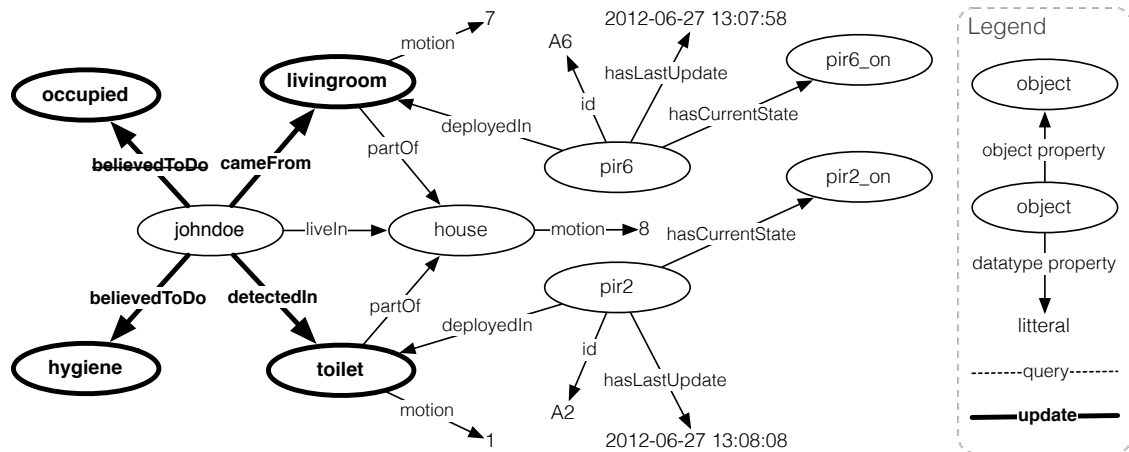 7
2012-06-27 13:07:58
Legend
motion
A6
pir6_on
livingroom
hasLastUpdate
object
occupied
id
hasCurrentState
deployedIn
partOf
object property
believedToDo
cameFrom
pir6
pir2_on
object
johndoe
liveIn
house
motion
8
hasCurrentState
datatype property
believedToDo
detectedIn
pir2
partOf
deployedIn
litteral
id
hygiene
toilet
hasLastUpdate
query
motion
A2
update
1
2012-06-27 13:08:08